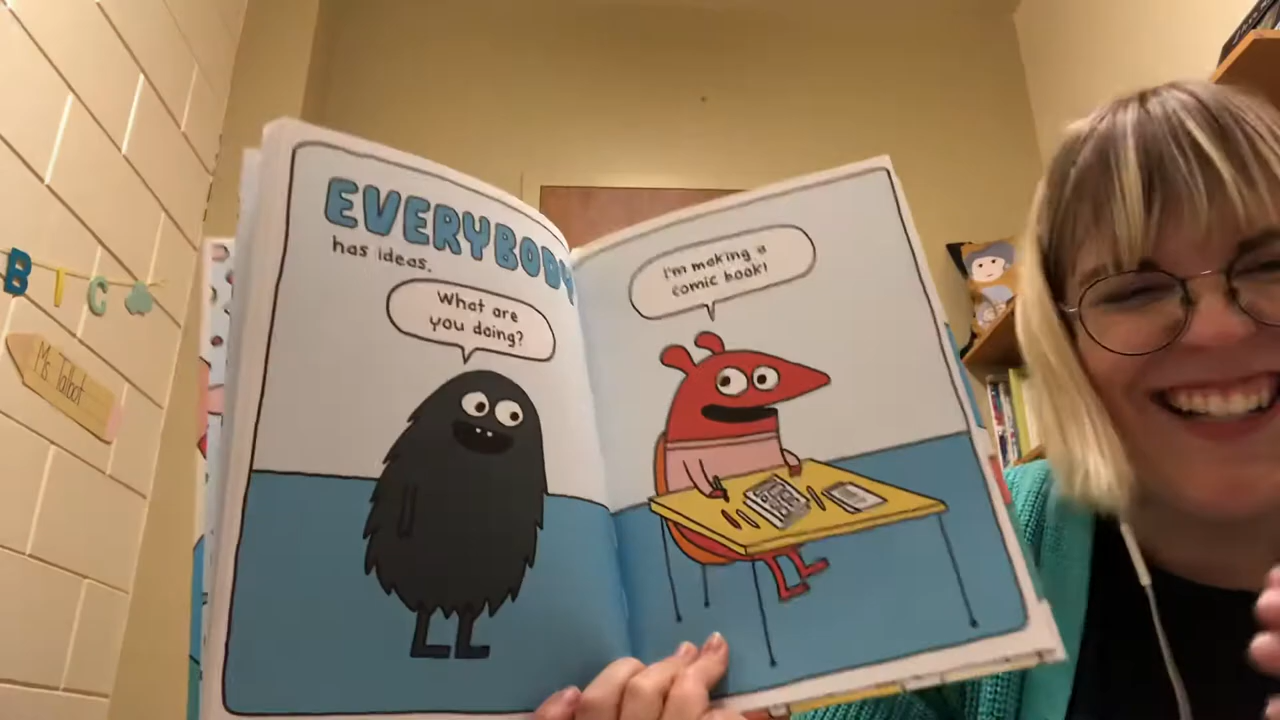 EVERYBODY
has ideas.
What are
you doing?
I'm making a
comic book!
B I C
Ms Talbot